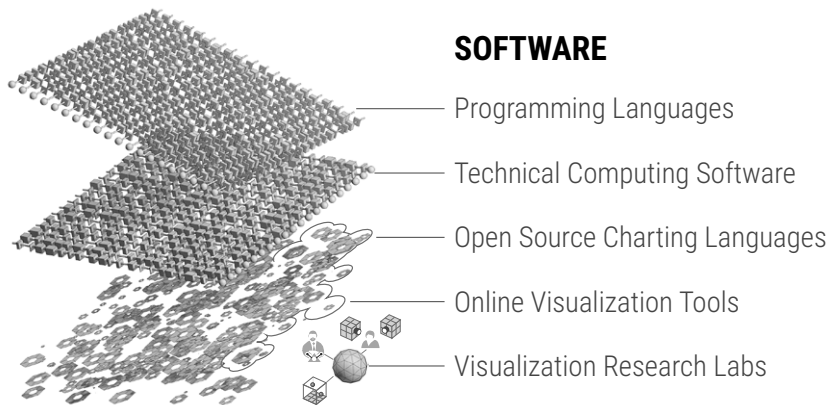 SOFTWARE
Programming Languages
Technical Computing Software
Open Source Charting Languages
Online Visualization Tools
Visualization Research Labs